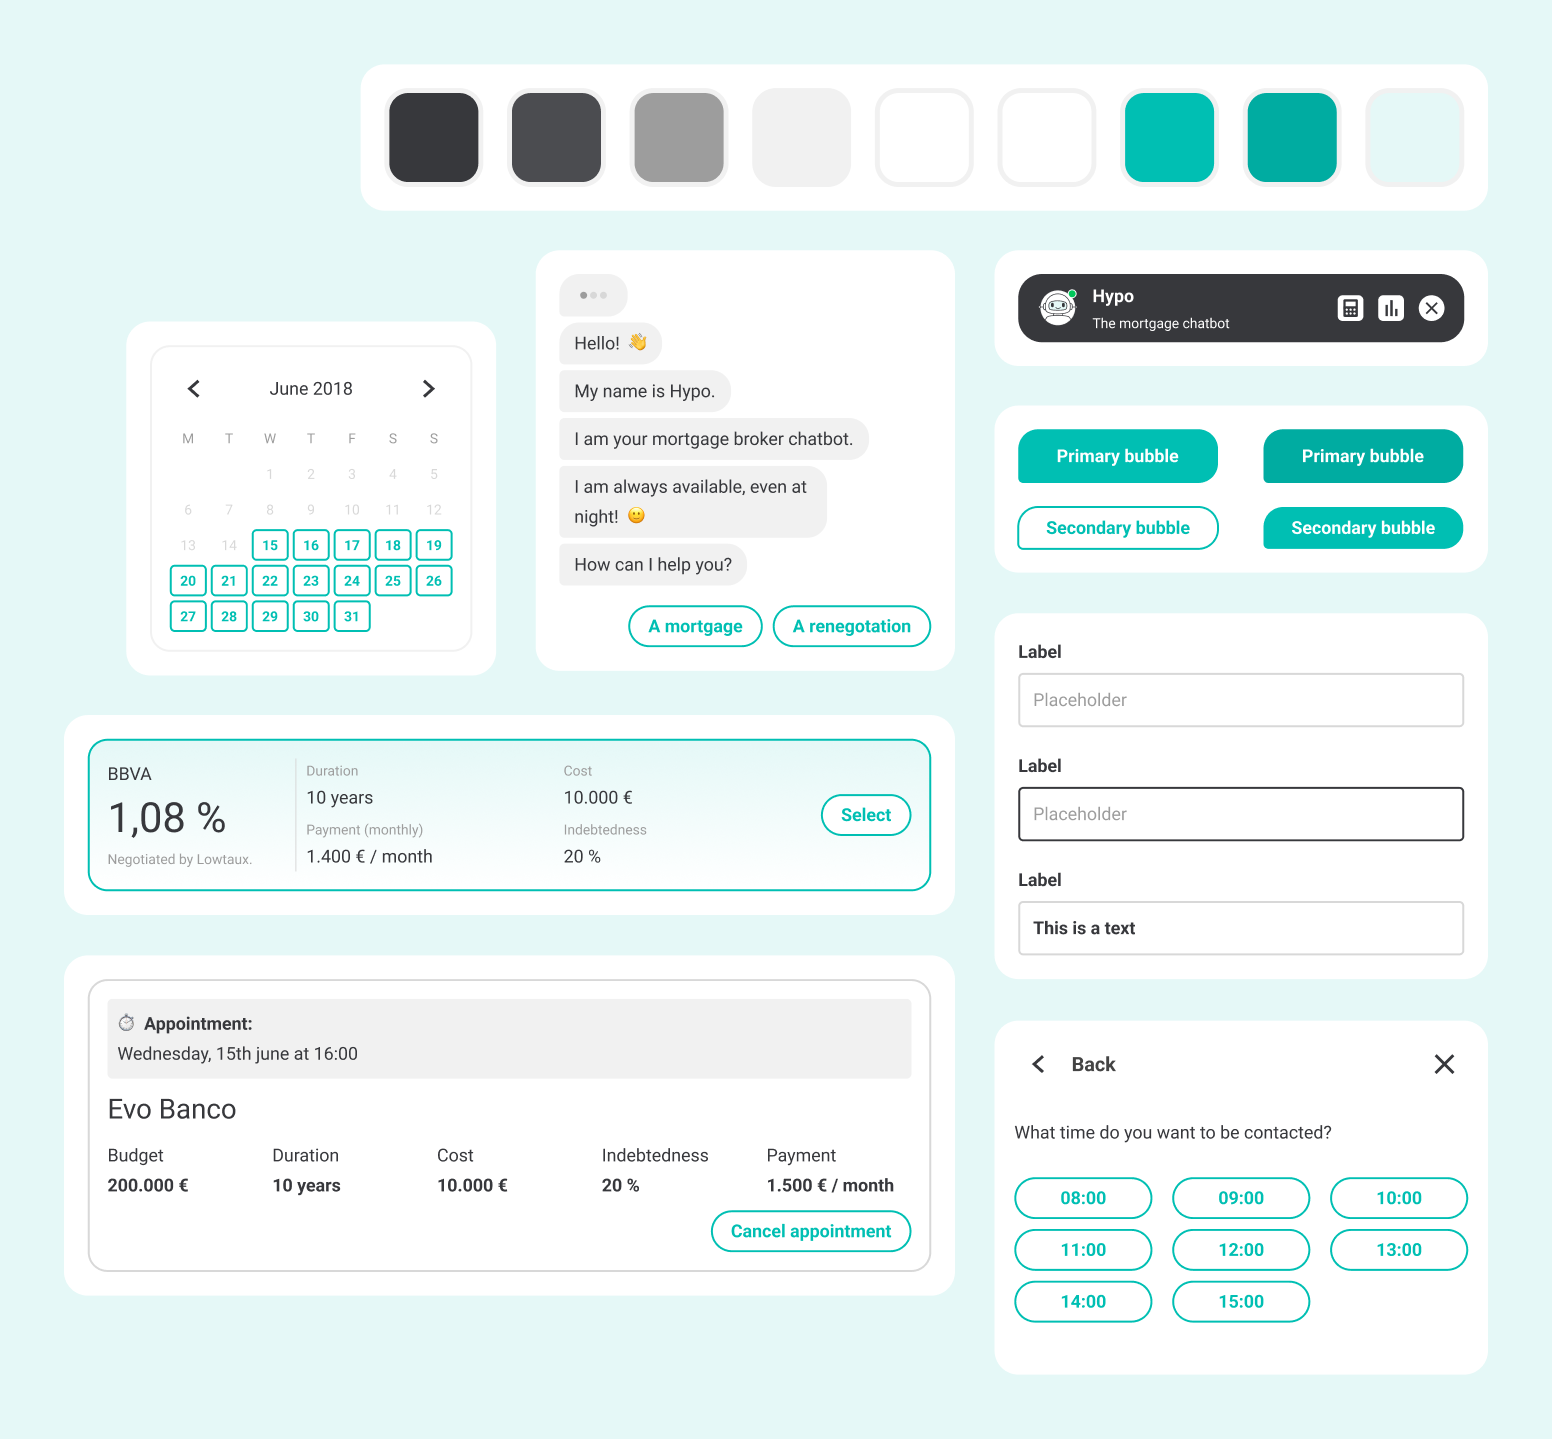 June 2018
M T W T F S S
1 2 3 4 5
6 7 8 9 10 11 12
13 14 15 16 17 18 19
20 21 22 23 24 25 26
27 28 29 30 31
Hello! 👋
My name is Hypo.
I am your mortgage broker chatbot.
I am always available, even at
night! 🙂
How can I help you?
A mortgage A renegotation
Hypo
The mortgage chatbot
Primary bubble Primary bubble
Secondary bubble Secondary bubble
Label
Placeholder
Label
Placeholder
Label
This is a text
BBVA
1,08 %
Negotiated by Lowtaux.
Duration
10 years
Payment (monthly)
1.400 € / month
Cost
10.000 €
Indebtedness
20 %
Select
Appointment:
Wednesday, 15th june at 16:00
Evo Banco
Budget Duration Cost Indebtedness Payment
200.000 € 10 years 10.000 € 20 % 1.500 € / month
Cancel appointment
Back
What time do you want to be contacted?
08:00 09:00 10:00
11:00 12:00 13:00
14:00 15:00